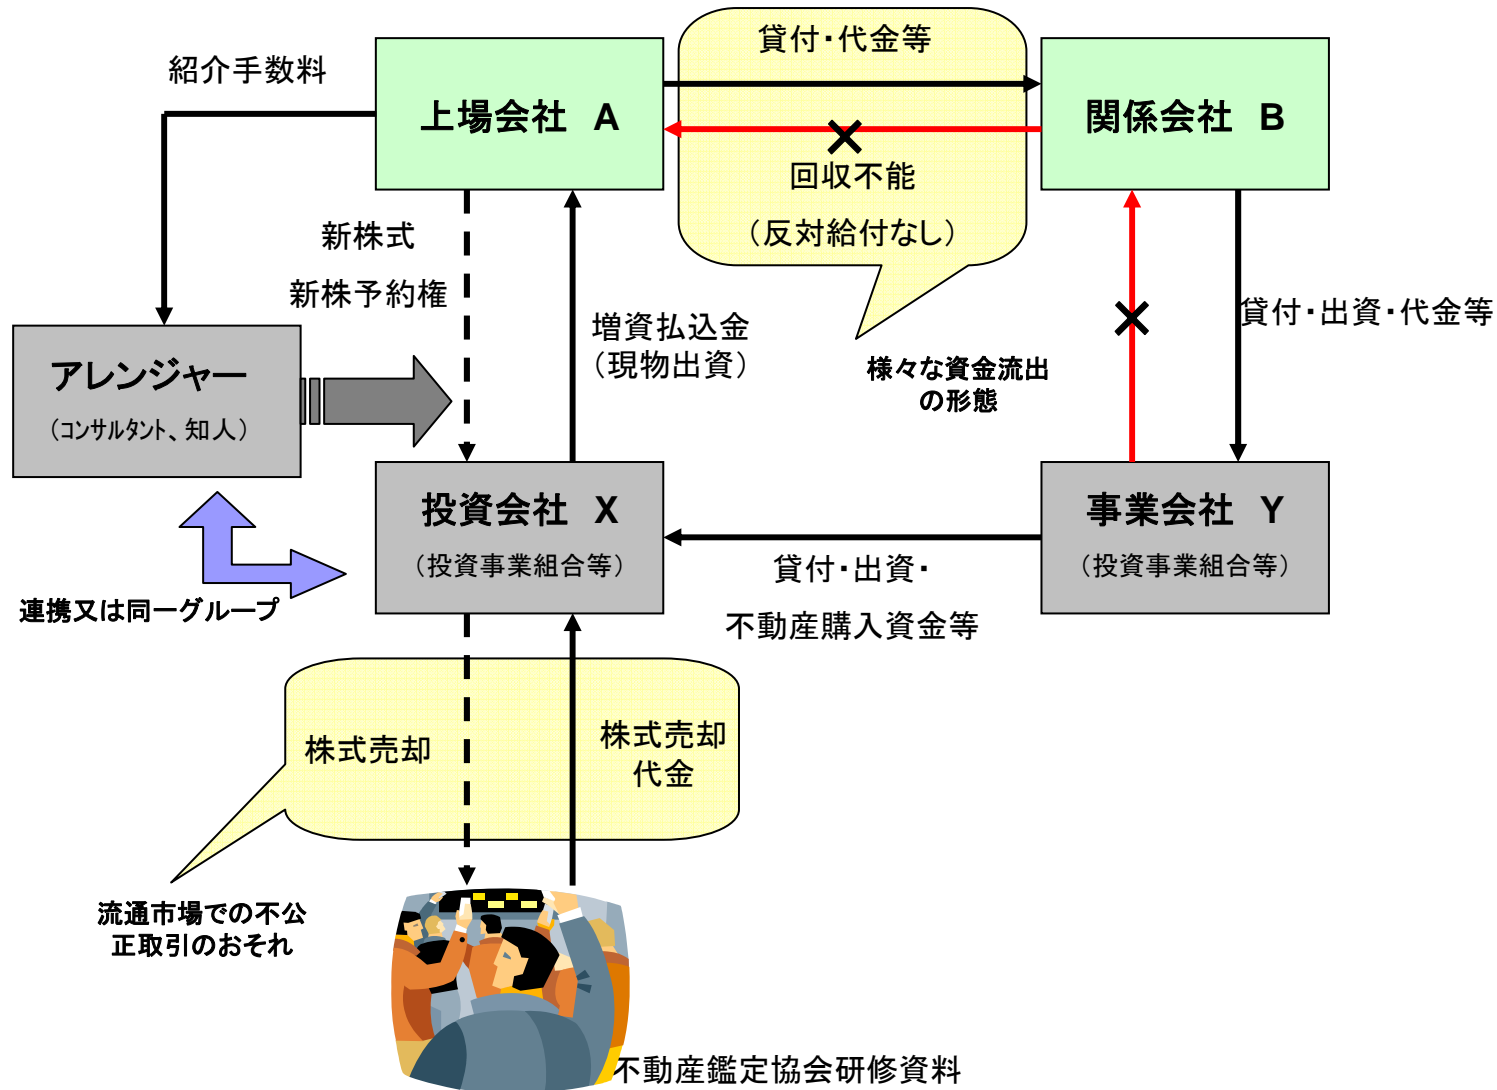 紹介手数料
貸付・代金等
上場会社 A
関係会社 B
回収不能
（反対給付なし）
新株式
新株予約権
増資払込金
（現物出資）
貸付・出資・代金等
様々な資金流出
の形態
アレンジャー
（コンサルタント、知人）
投資会社 X
（投資事業組合等）
事業会社 Y
（投資事業組合等）
貸付・出資・
不動産購入資金等
連携又は同一グループ
株式売却
株式売却
代金
流通市場での不公
正取引のおそれ
不動産鑑定協会研修資料